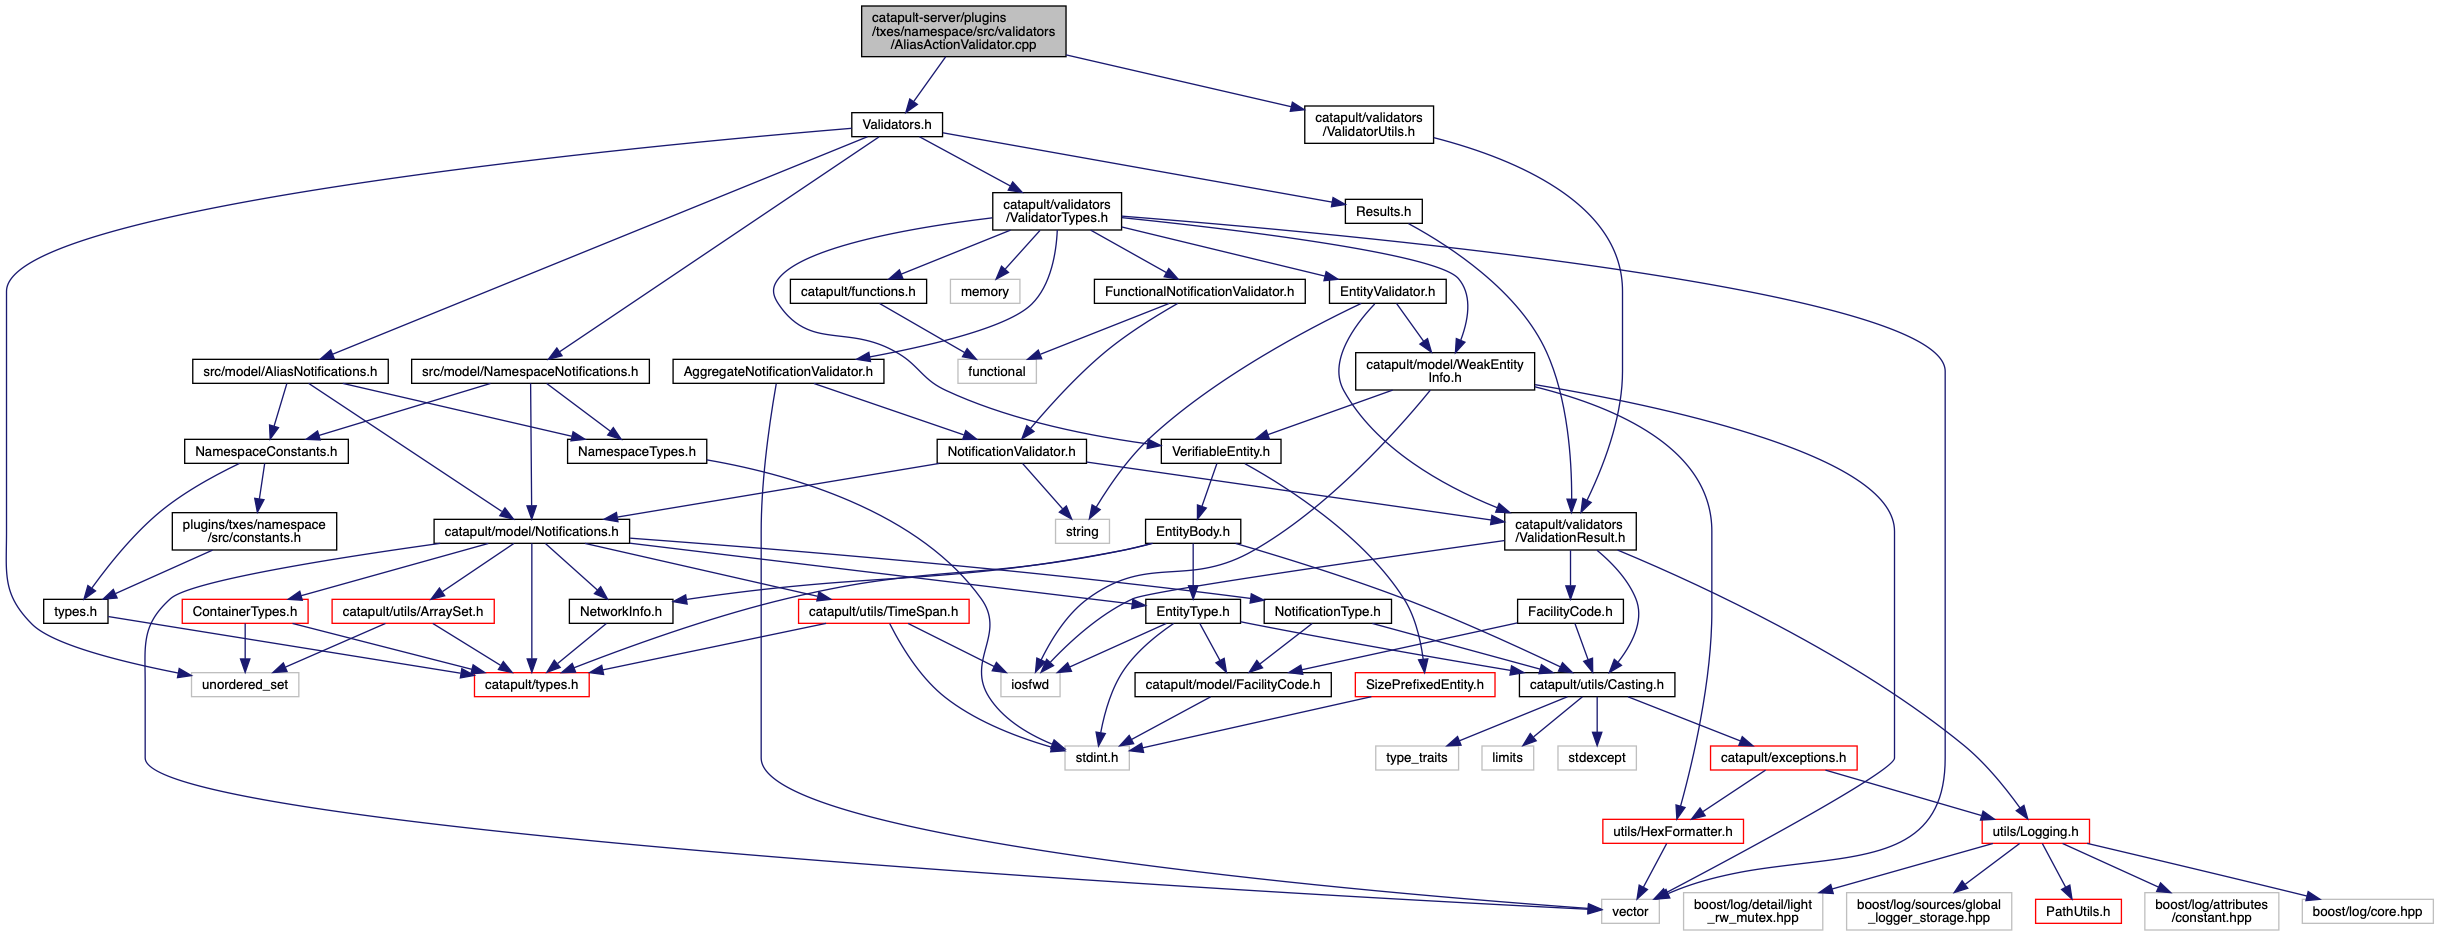 catapult-server/plugins
/txes/namespace/src/validators
/AliasActionValidator.cpp
Validators.h
catapult/validators
/ValidatorUtils.h
catapult/validators
/ValidatorTypes.h
Results.h
catapult/functions.h
memory
FunctionalNotificationValidator.h
EntityValidator.h
src/model/AliasNotifications.h
src/model/NamespaceNotifications.h
AggregateNotificationValidator.h
functional
catapult/model/WeakEntity
Info.h
NamespaceConstants.h
NamespaceTypes.h
NotificationValidator.h
VerifiableEntity.h
plugins/txes/namespace
/src/constants.h
catapult/model/Notifications.h
string
EntityBody.h
catapult/validators
/ValidationResult.h
types.h
ContainerTypes.h
catapult/utils/ArraySet.h
NetworkInfo.h
catapult/utils/TimeSpan.h
EntityType.h
NotificationType.h
FacilityCode.h
unordered_set
catapult/types.h
iosfwd
catapult/model/FacilityCode.h
SizePrefixedEntity.h
catapult/utils/Casting.h
stdint.h
type_traits
limits
stdexcept
catapult/exceptions.h
utils/HexFormatter.h
utils/Logging.h
vector
boost/log/detail/light
_rw_mutex.hpp
boost/log/sources/global
_logger_storage.hpp
PathUtils.h
boost/log/attributes
/constant.hpp
boost/log/core.hpp